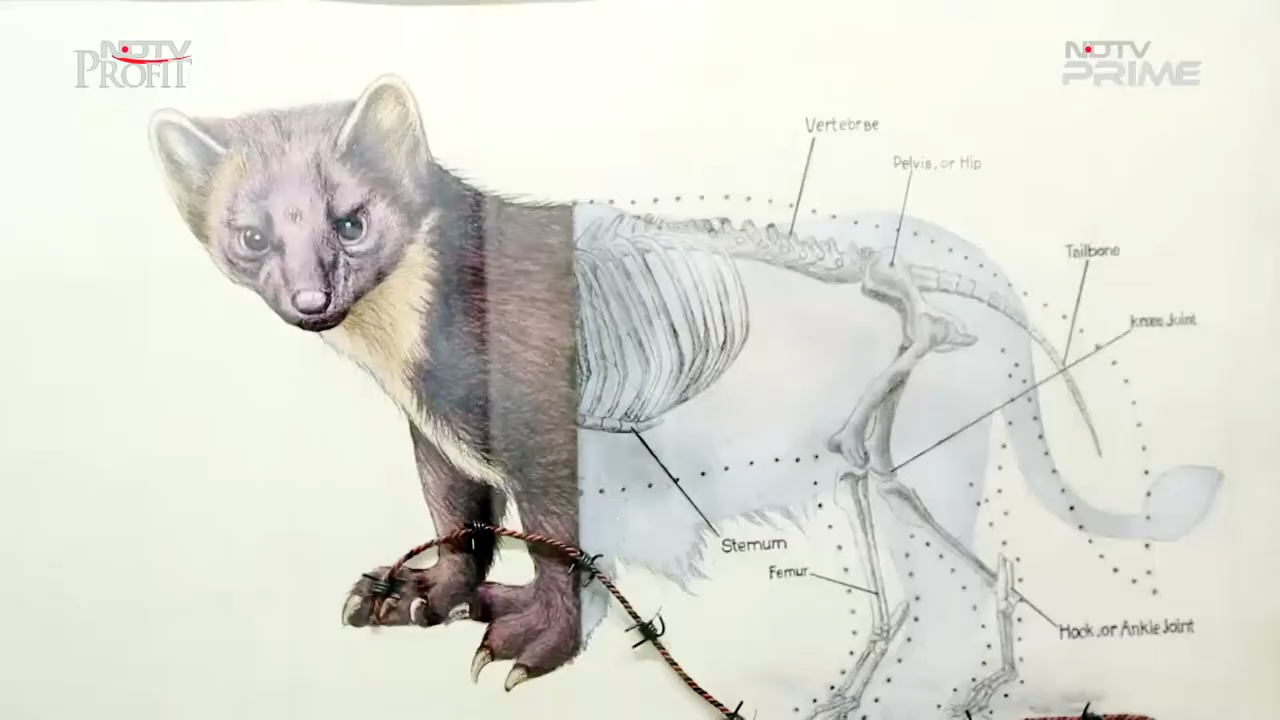 NDTV
PROFIT
NDTV
PRIME
Vertebrae
Pelvis, or Hip
Tailbone
Knee Joint
Sternum
Femur
Hock, or Ankle Joint